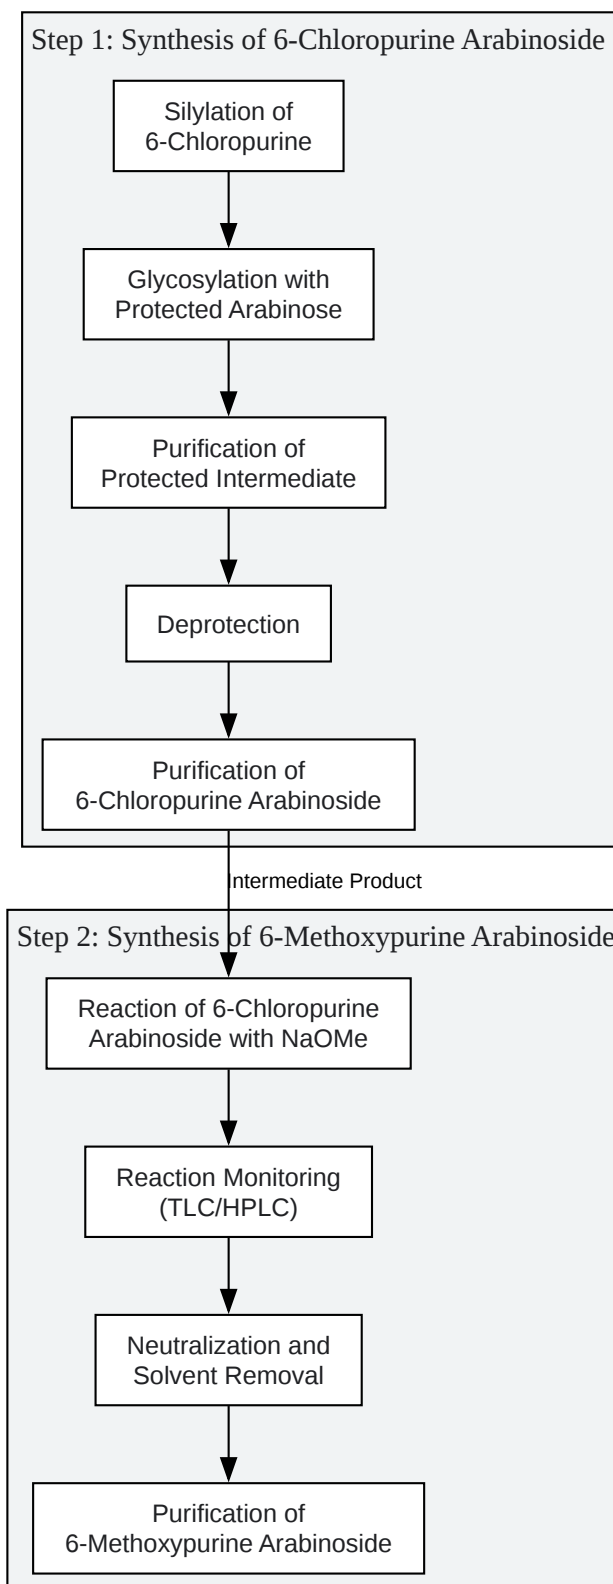 Step 1: Synthesis of 6-Chloropurine Arabinoside
Silylation of
6-Chloropurine
Glycosylation with
Protected Arabinose
Purification of
Protected Intermediate
Deprotection
Purification of
6-Chloropurine Arabinoside
Intermediate Product
Step 2: Synthesis of 6-Methoxypurine Arabinoside
Reaction of 6-Chloropurine
Arabinoside with NaOMe
Reaction Monitoring
(TLC/HPLC)
Neutralization and
Solvent Removal
Purification of
6-Methoxypurine Arabinoside